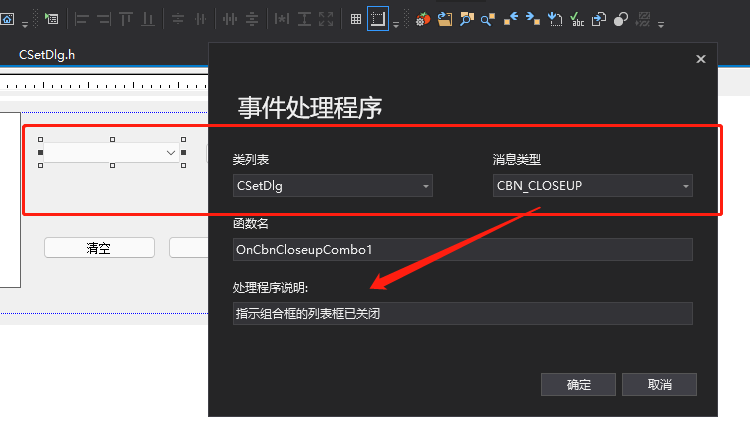 abc
CSetDlg.h
事件处理程序
类列表
消息类型
CSetDlg
CBN_CLOSEUP
函数名
清空
OnCbnCloseupCombo1
处理程序说明:
指示组合框的列表框已关闭
确定
取消